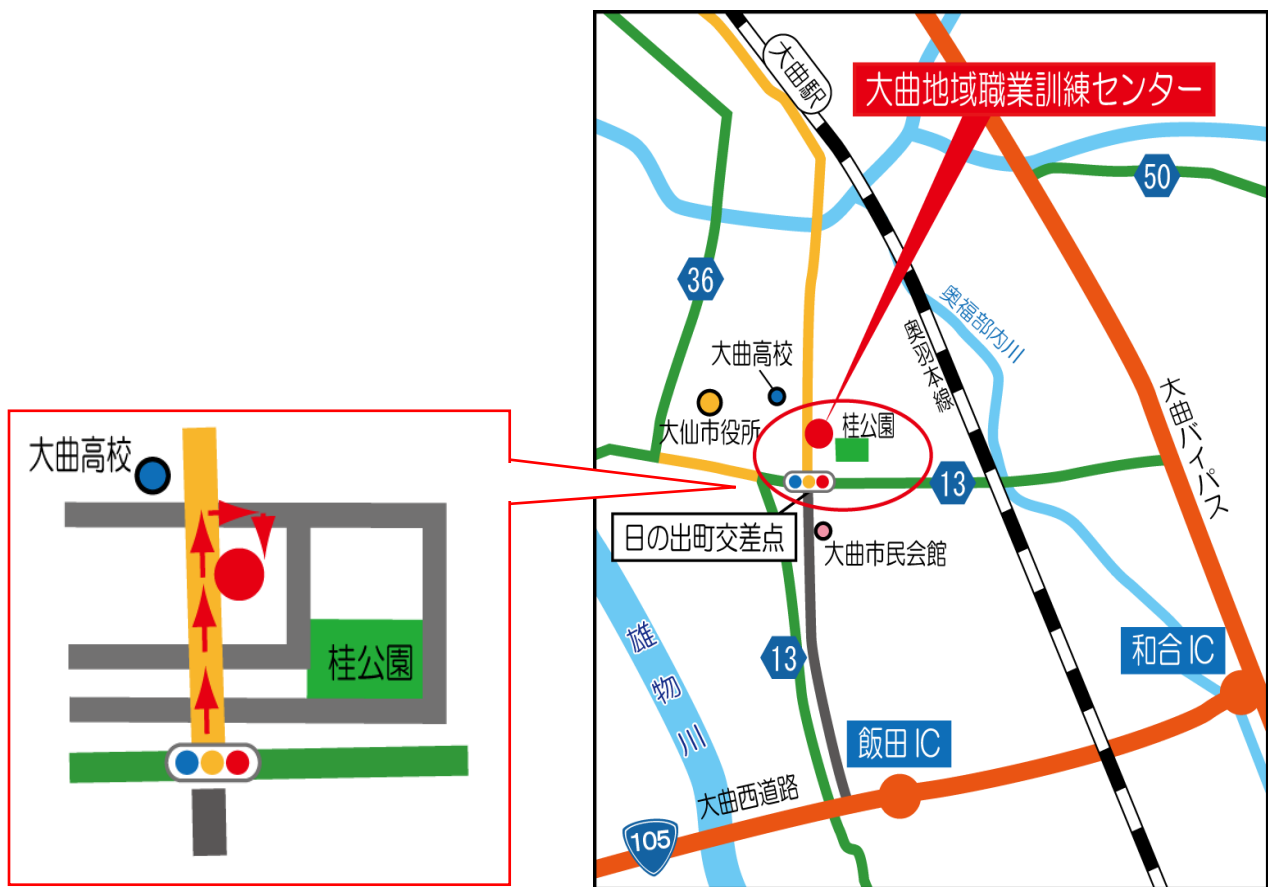 大曲高校
桂公園
大曲駅
大曲地域職業訓練センター
50
36
奥福部内川
奥羽本線
大曲高校
大仙市役所
桂公園
大曲バイパス
13
日の出町交差点
大曲市民会館
雄物川
13
和合IC
飯田IC
大曲西道路
105